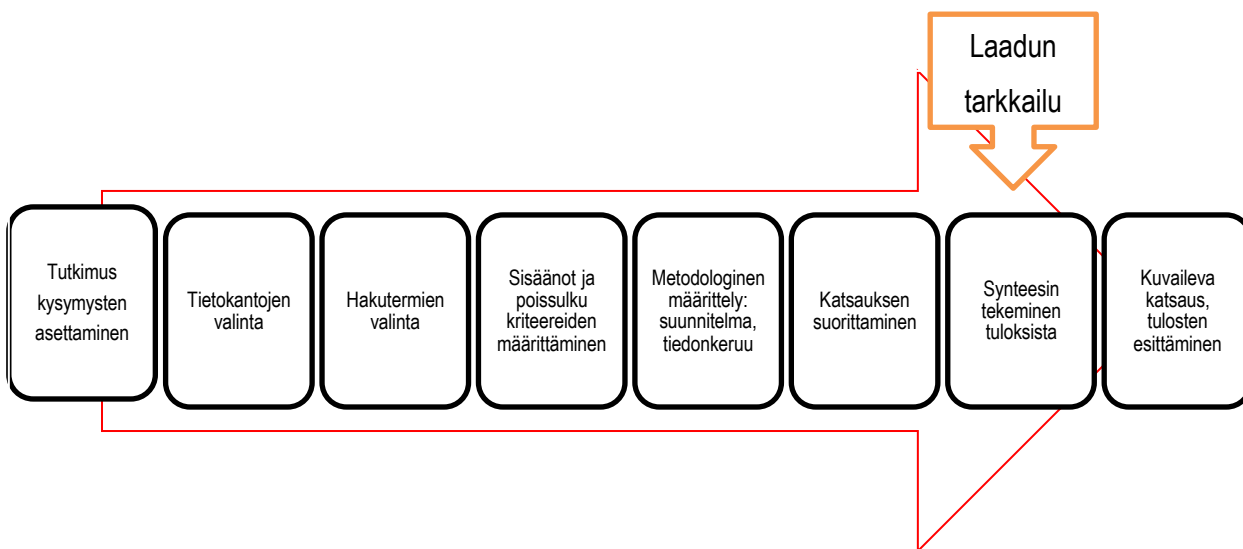 Laadun
tarkkailu
Tutkimus
kysymysten
asettaminen
Tietokantojen
valinta
Hakutermien
valinta
Sisäänot ja
poissulku
kriteereiden
määrittäminen
Metodologinen
määrittely:
suunnitelma,
tiedonkeruu
Katsauksen
suorittaminen
Synteesin
tekeminen
tuloksista
Kuvaileva
katsaus,
tulosten
esittäminen